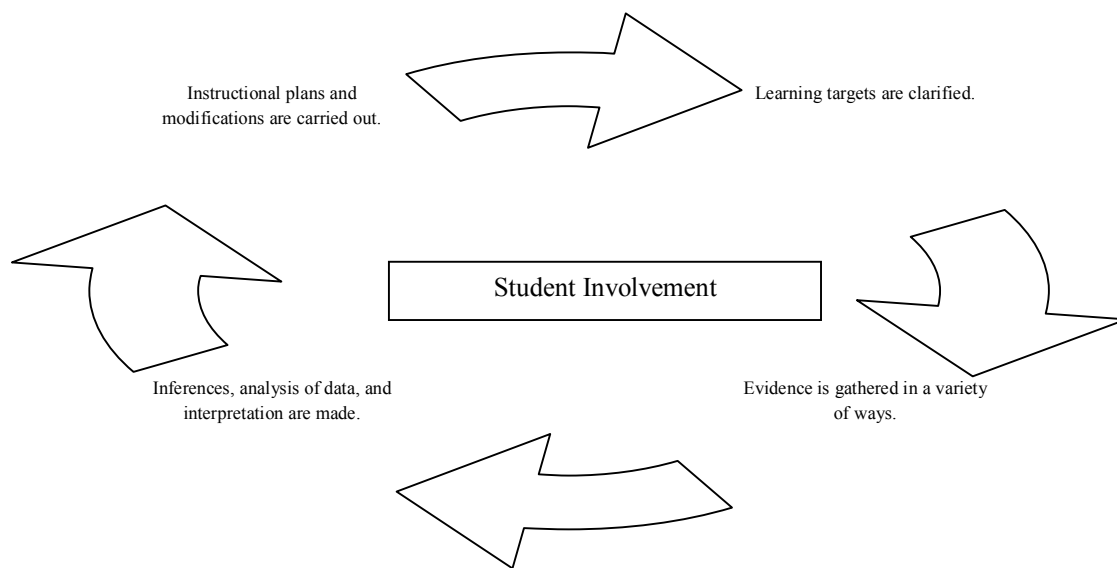 Instructional plans and
modifications are carried out.
Learning targets are clarified.
Student Involvement
Inferences, analysis of data, and
interpretation are made.
Evidence is gathered in a variety
of ways.